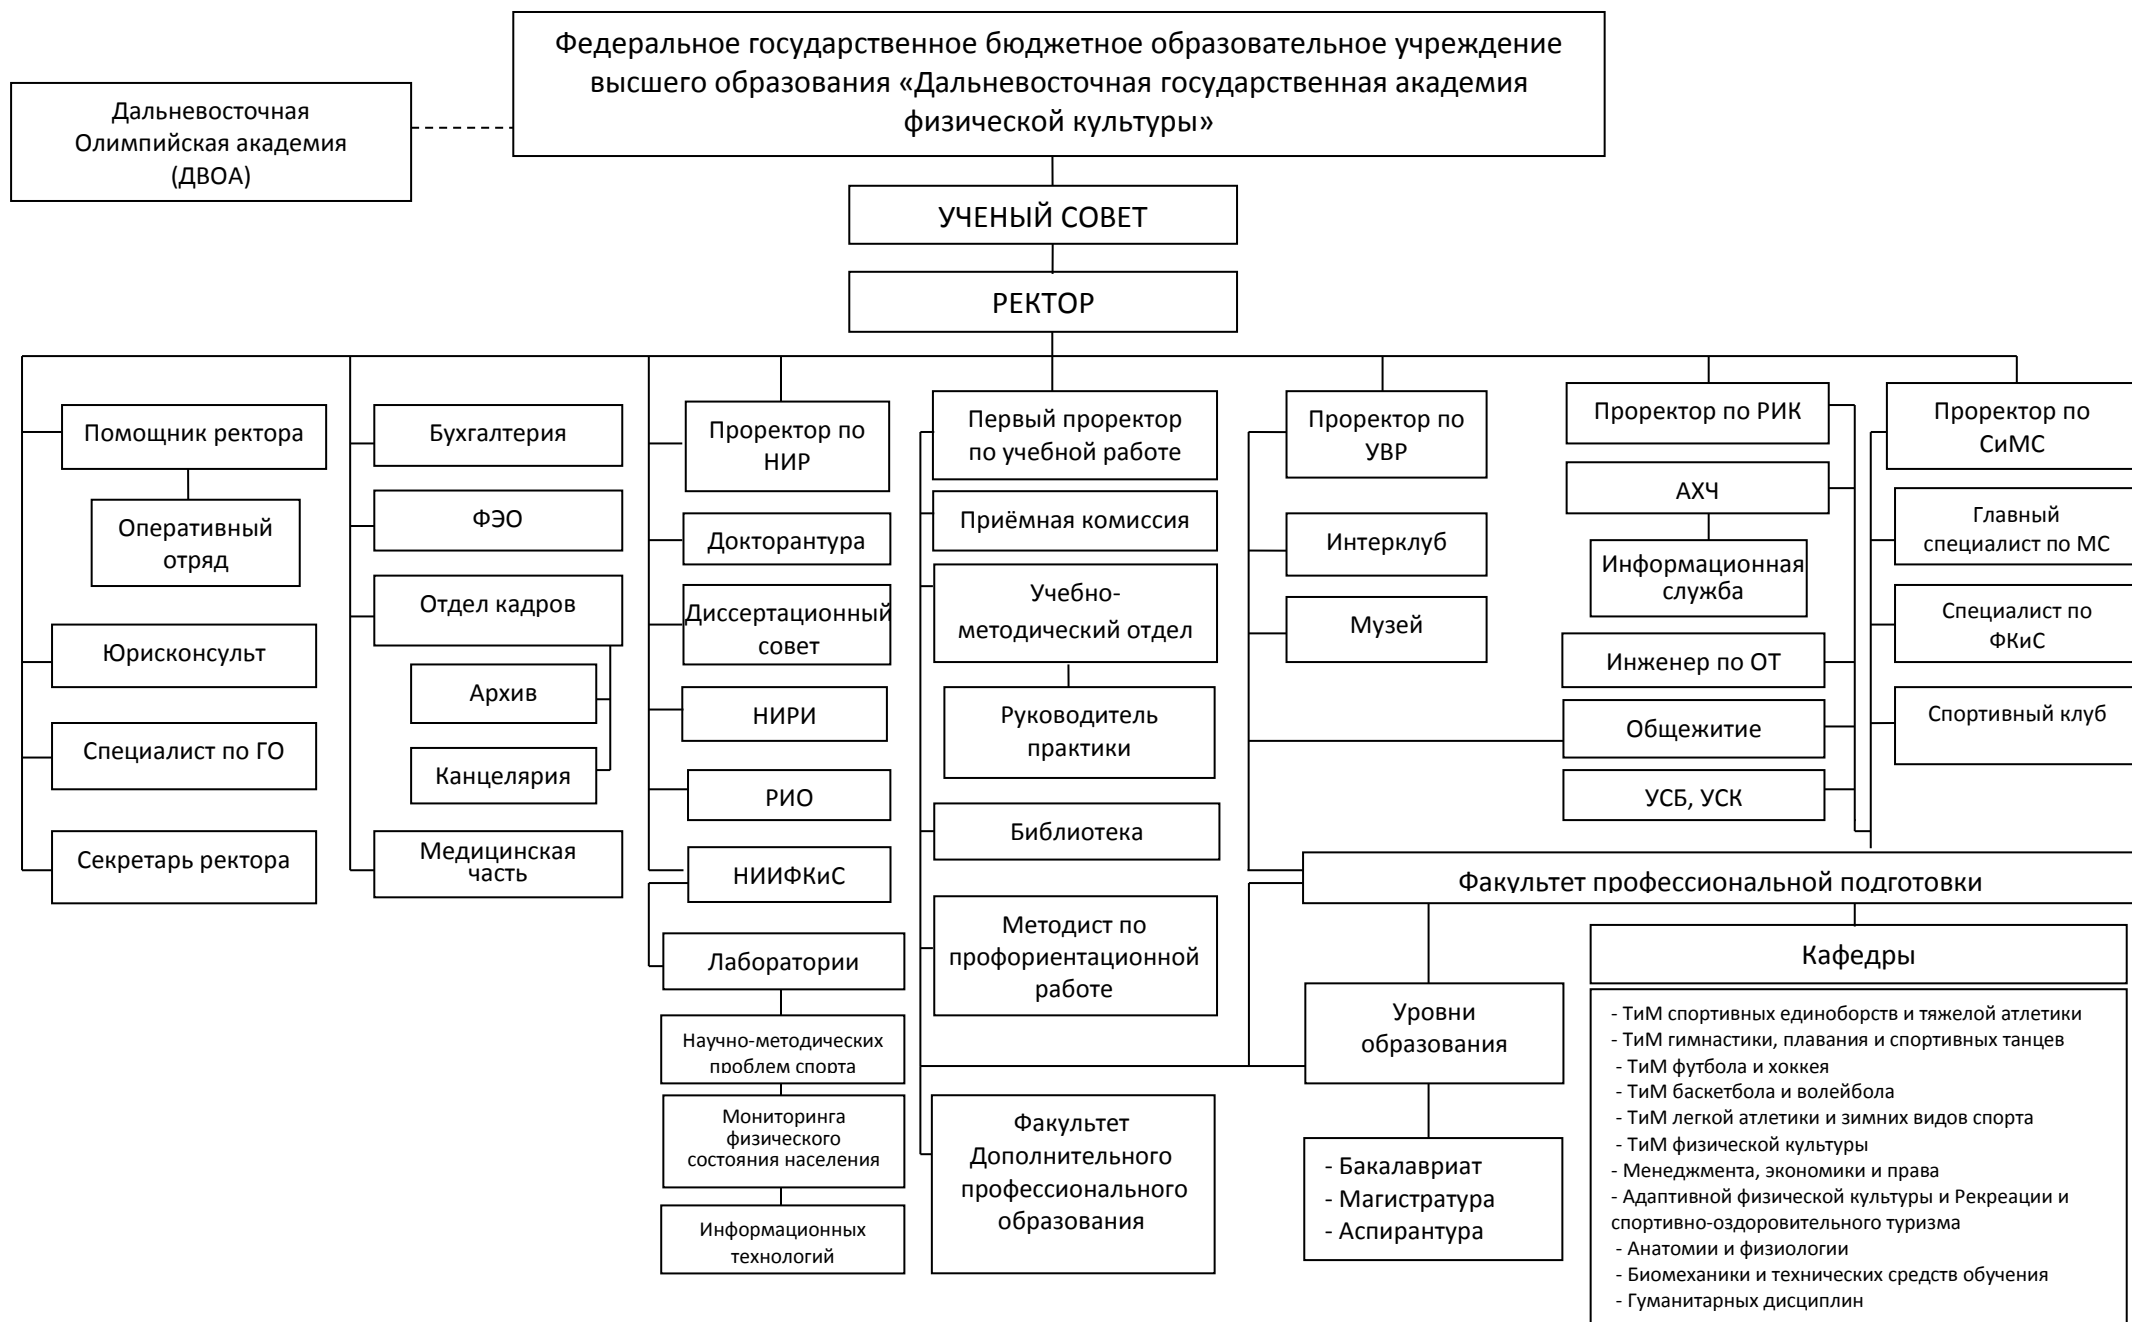 Федеральное государственное бюджетное образовательное учреждение
высшего образования «Дальневосточная государственная академия
физической культуры»
Дальневосточная
Олимпийская академия
(ДВОА)
УЧЕНЫЙ СОВЕТ
РЕКТОР
Помощник ректора
Оперативный
отряд
Юрисконсульт
Специалист по ГО
Секретарь ректора
Бухгалтерия
ФЭО
Отдел кадров
Архив
Канцелярия
Медицинская
часть
Проректор по
НИР
Докторантура
Диссертационный
совет
НИРИ
РИО
НИИФКиС
Лаборатории
Научно-методических
проблем спорта
Мониторинга
физического
состояния населения
Информационных
технологий
Первый проректор
по учебной работе
Приёмная комиссия
Учебно-
методический отдел
Руководитель
практики
Библиотека
Методист по
профориентационной
работе
Факультет
Дополнительного
профессионального
образования
Проректор по
УВР
Интерклуб
Музей
Проректор по РИК
АХЧ
Информационная
служба
Инженер по ОТ
Общежитие
УСБ, УСК
Проректор по
СиМС
Главный
специалист по МС
Специалист по
ФКиС
Спортивный клуб
Факультет профессиональной подготовки
Уровни
образования
- Бакалавриат
- Магистратура
- Аспирантура
Кафедры
- ТиМ спортивных единоборств и тяжелой атлетики
- ТиМ гимнастики, плавания и спортивных танцев
- ТиМ футбола и хоккея
- ТиМ баскетбола и волейбола
- ТиМ легкой атлетики и зимних видов спорта
- ТиМ физической культуры
- Менеджмента, экономики и права
- Адаптивной физической культуры и Рекреации и
спортивно-оздоровительного туризма
- Анатомии и физиологии
- Биомеханики и технических средств обучения
- Гуманитарных дисциплин